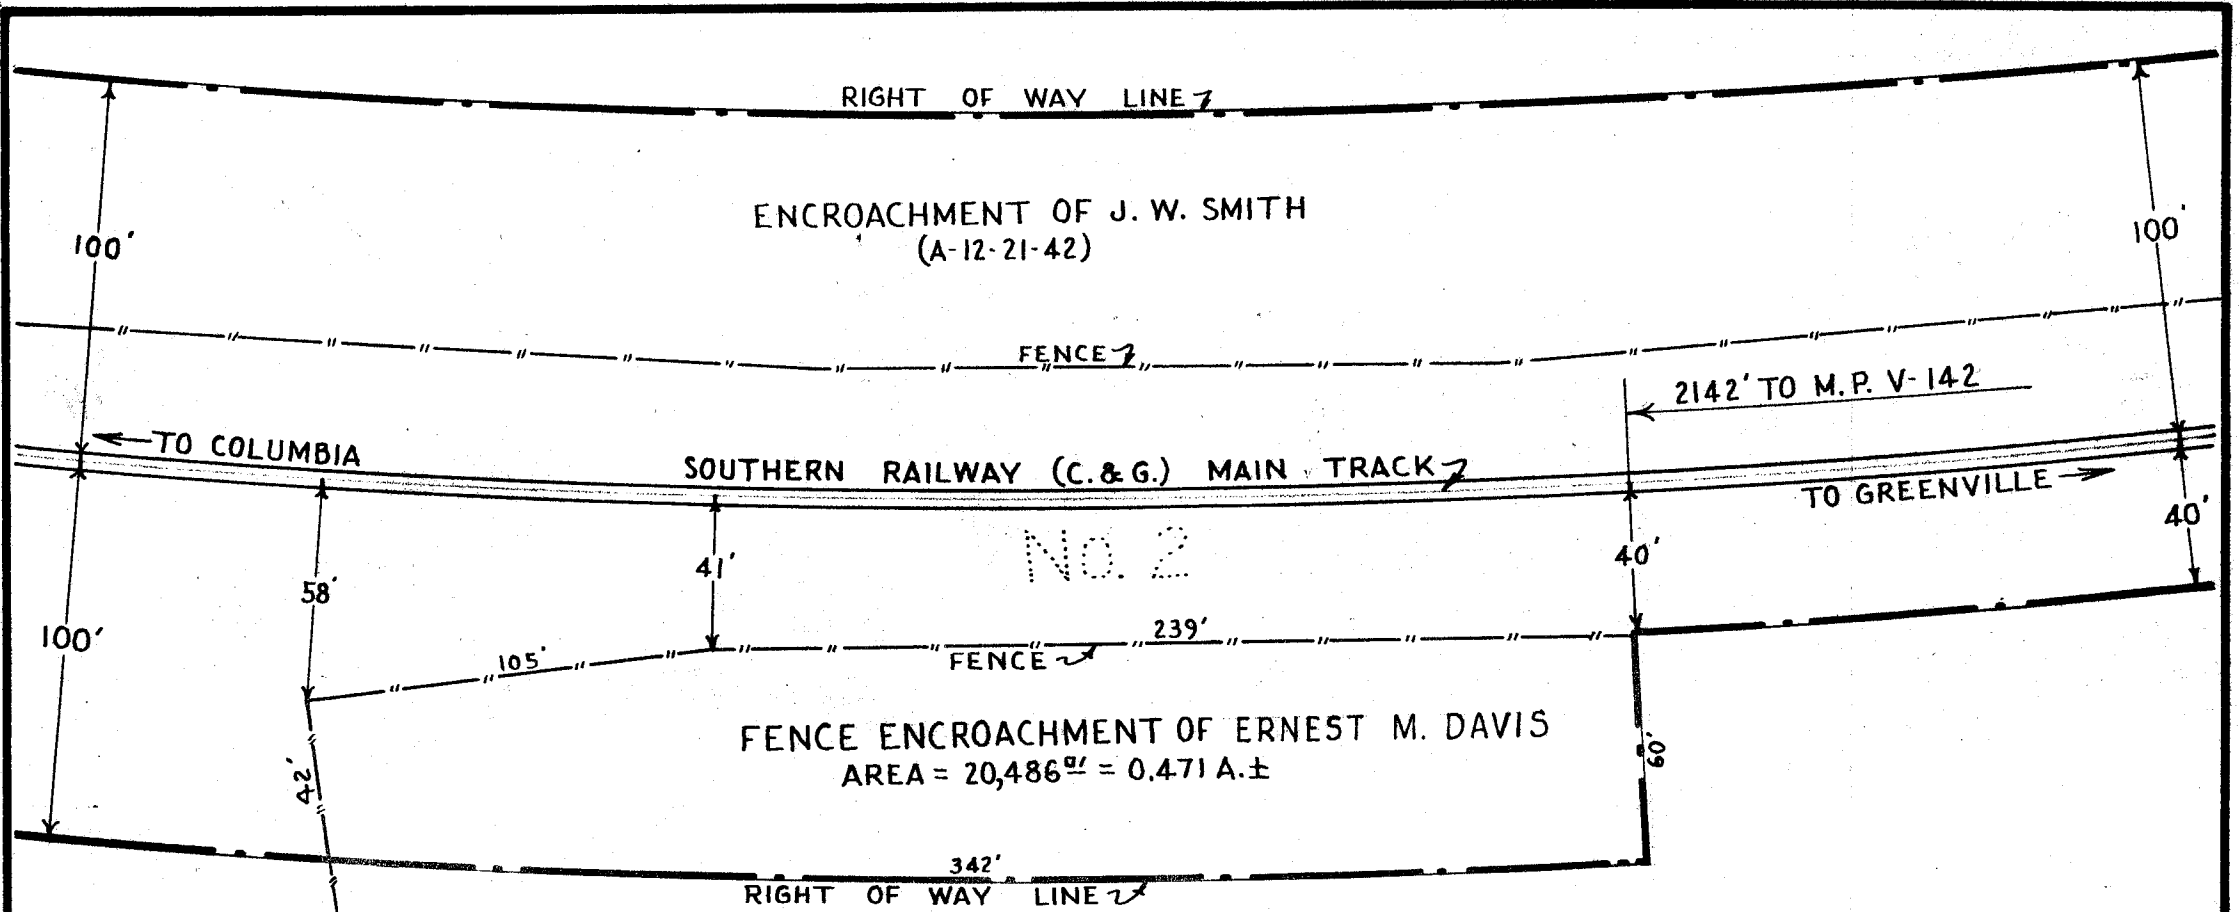 RIGHT OF WAY LINE
ENCROACHMENT OF J. W. SMITH
(A-12-21-42)
100'
100'
FENCE
2142' TO M.P. V-142
TO COLUMBIA
SOUTHERN RAILWAY (C. & G.) MAIN TRACK
TO GREENVILLE
No. 2
58'
41'
40'
40'
100'
105'
239'
FENCE
FENCE ENCROACHMENT OF ERNEST M. DAVIS
AREA = 20,486 = 0.471 A.±
42'
60'
342'
RIGHT OF WAY LINE